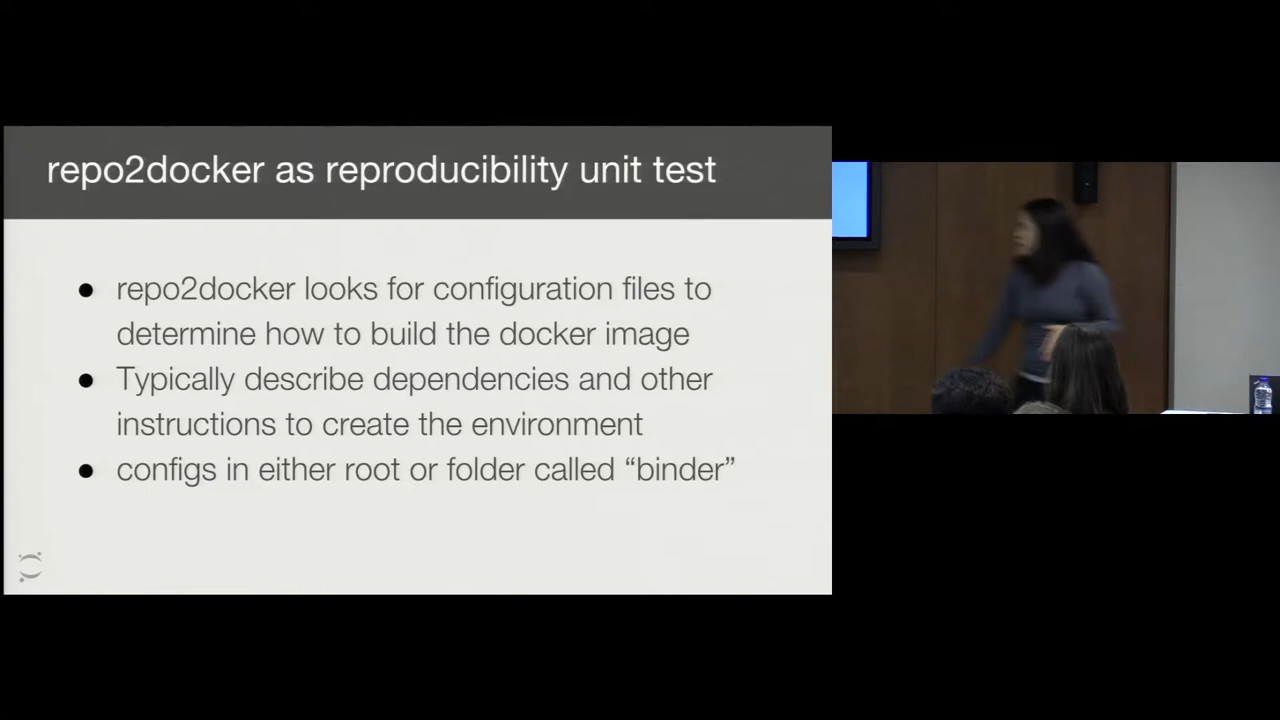 repo2docker as reproducibility unit test
● repo2docker looks for configuration files to
determine how to build the docker image
● Typically describe dependencies and other
instructions to create the environment
● configs in either root or folder called “binder”